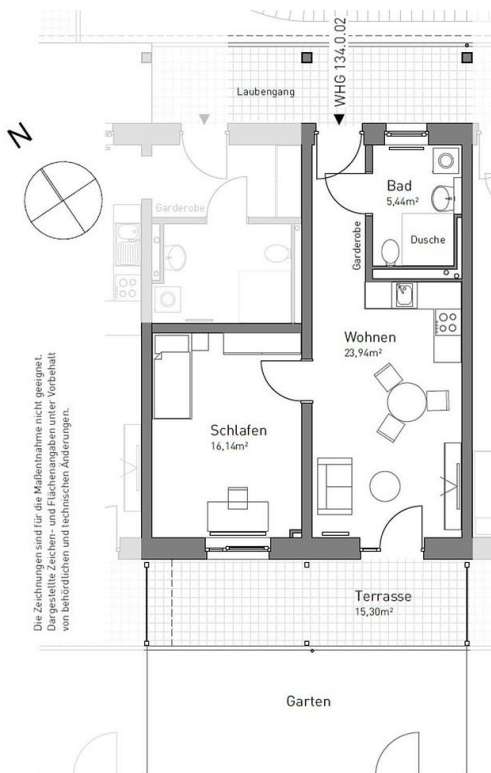 WHG 134.0.02
Laubengang
N
Bad
5,44m²
Garderobe
Garderobe
Dusche
Wohnen
23,94m²
Schlafen
16,14m²
Die Zeichnungen sind für die Maßentnahme nicht geeignet.
Dargestellte Zeichen- und Flächenangaben unter Vorbehalt
von behördlichen und technischen Änderungen.
Terrasse
15,30m²
Garten